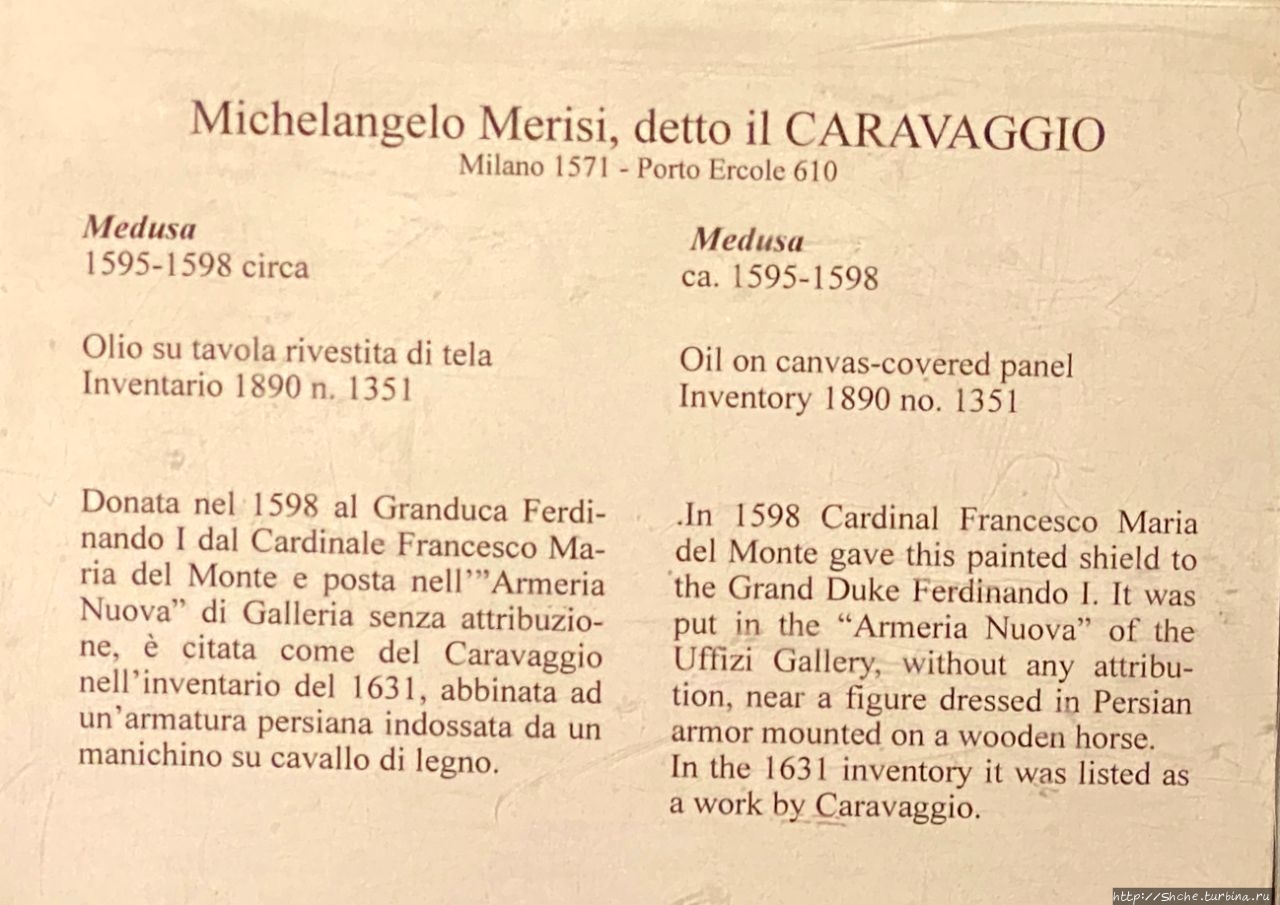 Michelangelo Merisi, detto il CARAVAGGIO
Milano 1571 - Porto Ercole 610
Medusa
1595-1598 circa
Olio su tavola rivestita di tela
Inventario 1890 n. 1351
Donata nel 1598 al Granduca Ferdi-
nando I dal Cardinale Francesco Ma-
ria del Monte e posta nell'"Armeria
Nuova” di Galleria senza attribuzio-
ne, è citata come del Caravaggio
nell'inventario del 1631, abbinata ad
un'armatura persiana indossata da un
manichino su cavallo di legno.
Medusa
ca. 1595-1598
Oil on canvas-covered panel
Inventory 1890 no. 1351
.In 1598 Cardinal Francesco Maria
del Monte gave this painted shield to
the Grand Duke Ferdinando I. It was
put in the “Armeria Nuova” of the
Uffizi Gallery, without any attribu-
tion, near a figure dressed in Persian
armor mounted on a wooden horse.
In the 1631 inventory it was listed as
a work by Caravaggio.
http://Shche.turbina.ru